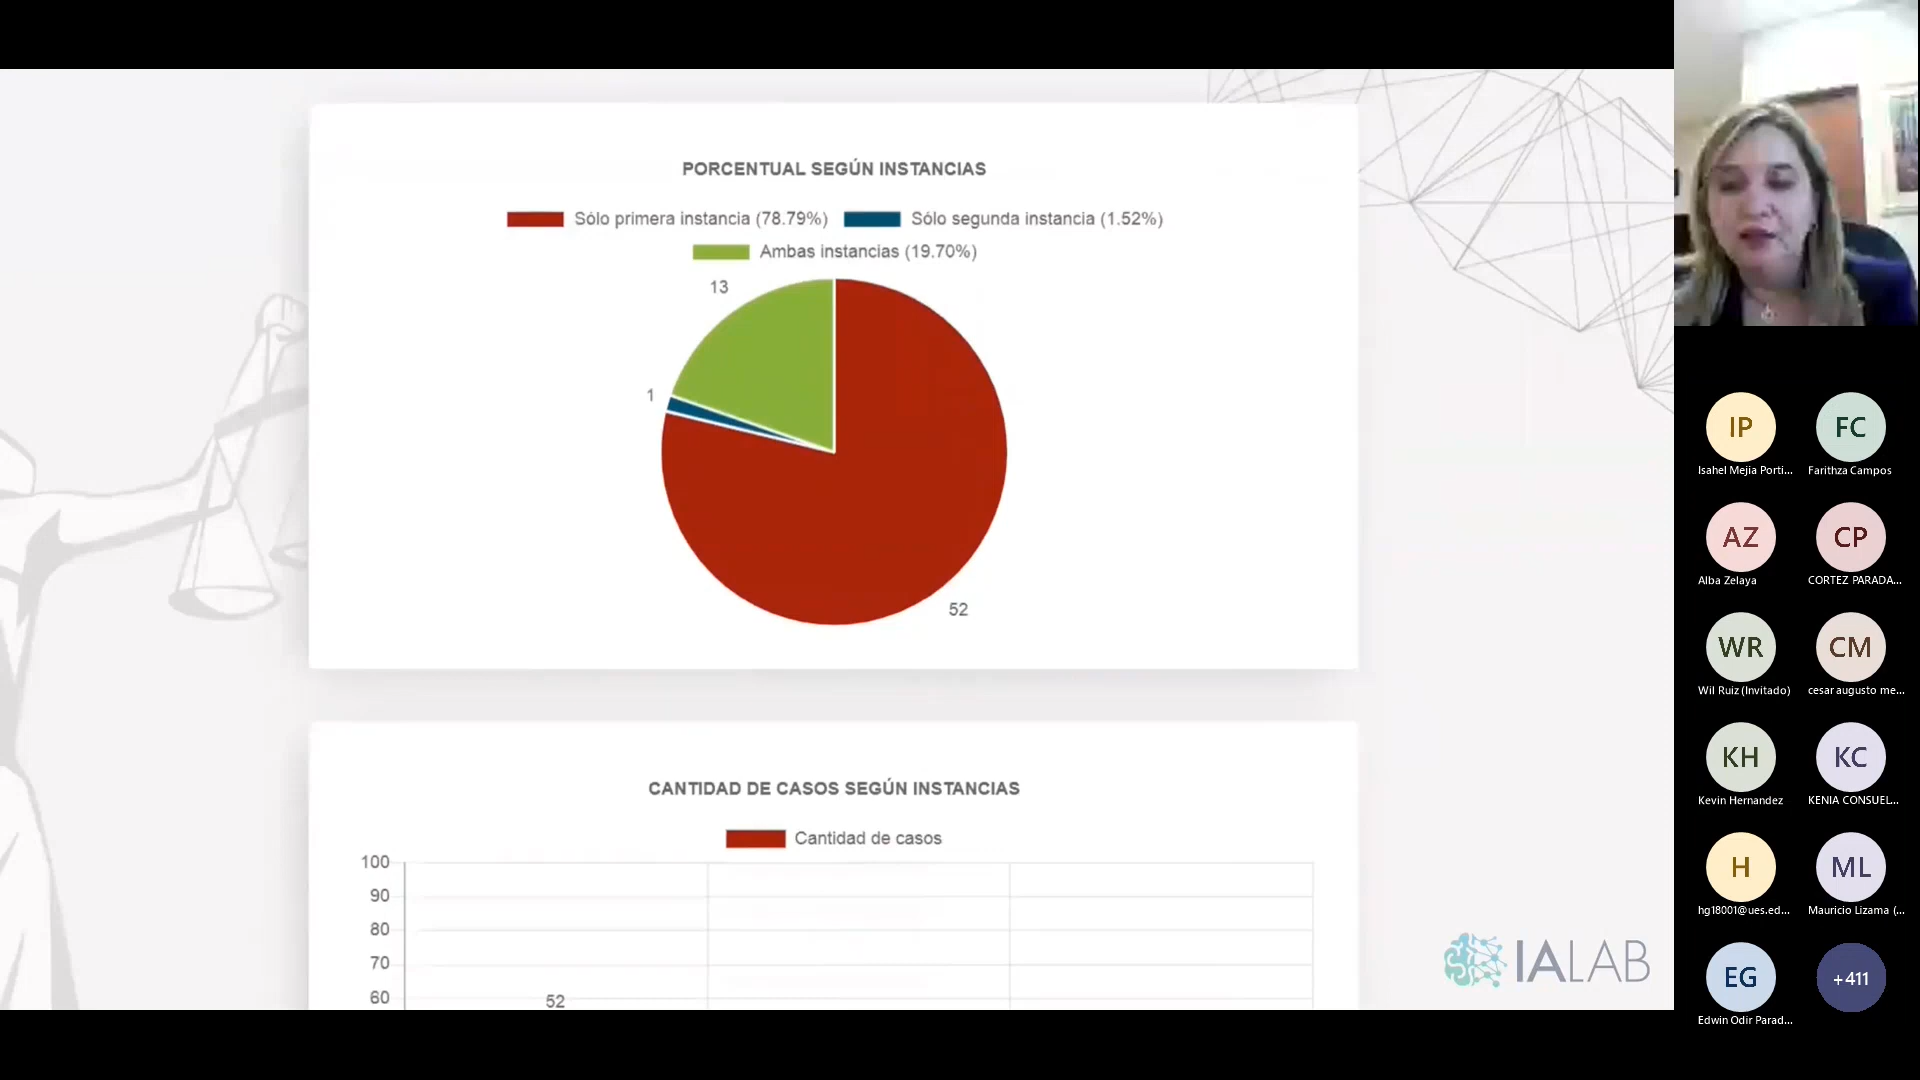 PORCENTUAL SEGÚN INSTANCIAS
Sólo primera instancia (78.79%) Sólo segunda instancia (1.52%)
Ambas instancias (19.70%)
13
1
52
CANTIDAD DE CASOS SEGÚN INSTANCIAS
Cantidad de casos
100
90
80
70
60
52
IALAB
IP FC
Isahel Mejia Porti... Farithza Campos
AZ CP
Alba Zelaya CORTEZ PARADA...
WR CM
Wil Ruiz (Invitado) cesar augusto me...
KH KC
Kevin Hernandez KENIA CONSUEL...
H ML
hg18001@ues.ed... Mauricio Lizama (...
EG +411
Edwin Odir Parad...